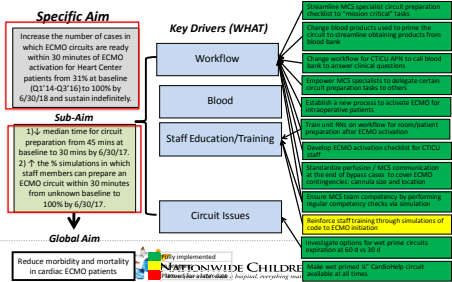 Specific Aim
Increase the number of cases in
which ECMO circuits are ready
within 30 minutes of ECMO
activation for Heart Center
patients from 31% at baseline
(Q1'14-Q3'16) to 100% by
6/30/18 and sustain indefinitely.
Sub-Aim
1)↓ median time for circuit
preparation from 45 mins at
baseline to 30 mins by 6/30/17.
2) ↑ the % simulations in which
staff members can prepare an
ECMO circuit within 30 minutes
from unknown baseline to
100% by 6/30/17.
Global Aim
Reduce morbidity and mortality
in cardiac ECMO patients
Key Drivers (WHAT)
Workflow
Blood
Staff Education/Training
Circuit Issues
Streamline MCS specialist circuit preparation
checklist to "mission critical" tasks
Change blood products used to prime the
circuit to streamline obtaining products from
blood bank
Change workflow for CTICU APN to call blood
bank to answer clinical questions
Empower MCS specialists to delegate certain
circuit preparation tasks to others
Establish a new process to activate ECMO for
intraoperative patients
Train unit RNs on workflow for room/patient
preparation after ECMO activation
Develop ECMO activation checklist for CTICU
staff
Standardize perfusion / MCS communication
at the end of bypass cases to cover ECMO
contingencies: cannula size and location
Ensure MCS team competency by performing
regular competency checks via simulation
Reinforce staff training through simulations of
code to ECMO initiation
Investigate options for wet prime circuits
expiration at 60 d vs 30 d
Make wet primed ¼" CardioHelp circuit
available at all times
Fully implemented
Nationwide Childre
hospital, everything mat